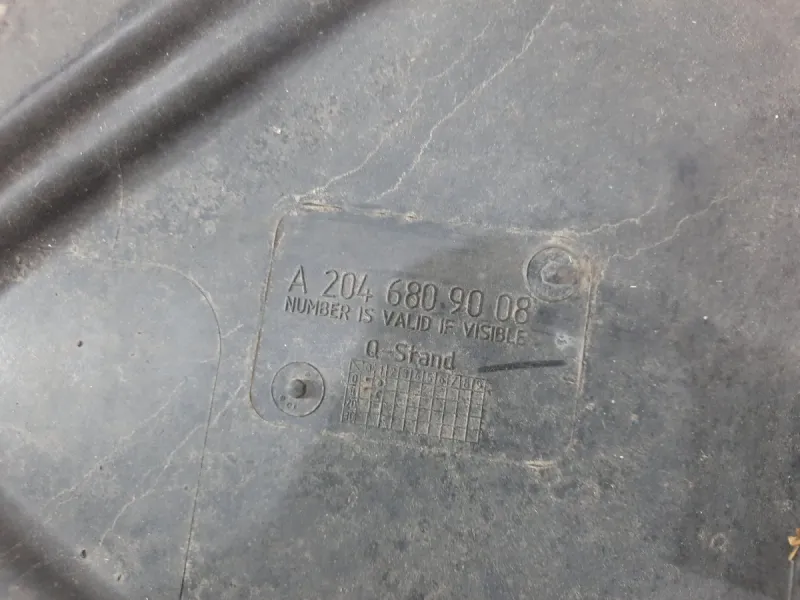 A 204 680 90 08
NUMBER IS VALID IF VISIBLE
Q-Stand